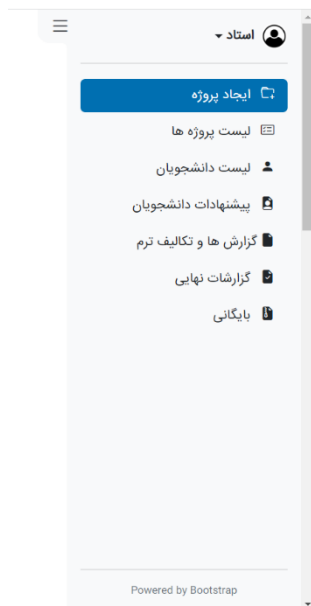 استاد
ایجاد پروژه
لیست پروژه ها
لیست دانشجویان
پیشنهادات دانشجویان
گزارش ها و تکالیف ترم
گزارشات نهایی
بایگانی
Powered by Bootstrap